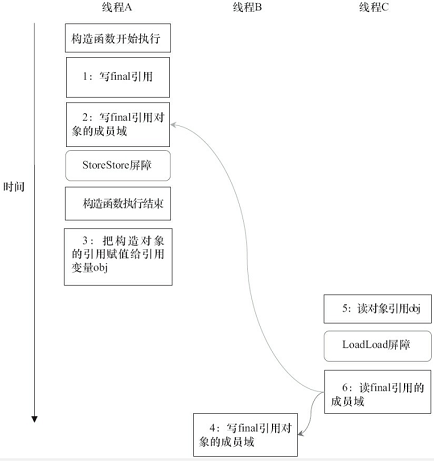 线程A
线程B
线程C
构造函数开始执行
1：写final引用
2：写final引用对
象的成员域
StoreStore屏障
时间
构造函数执行结束
3：把构造对象
的引用赋值给引用
变量obj
5：读对象引用obj
LoadLoad屏障
6：读final引用的
成员域
4：写final引用对
象的成员域